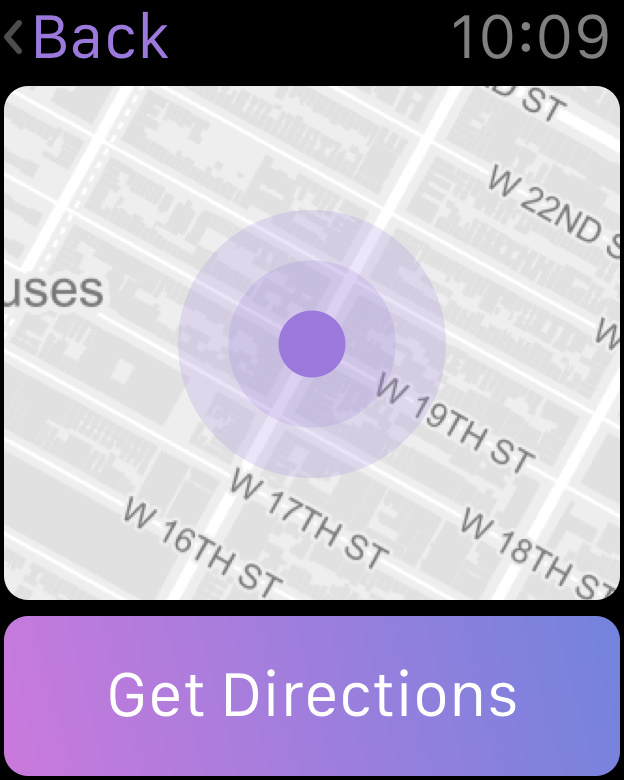 Back
10:09
ST
W 22ND
uses
W
W 19TH ST
W 17TH ST
W 18TH ST
W 16TH ST
Get Directions